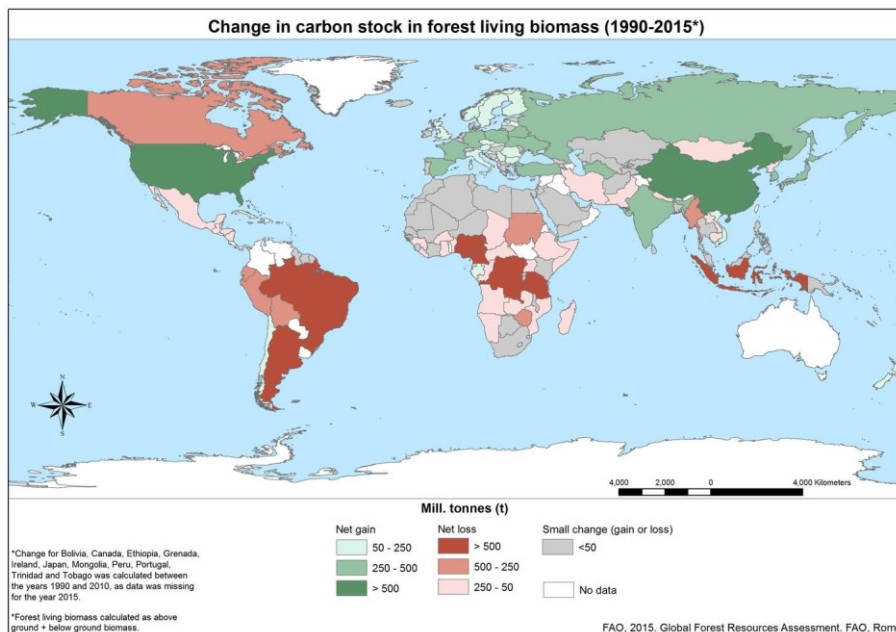 Change in carbon stock in forest living biomass (1990-2015*)
N
W
E
S
4,000 2,000 0 4,000 Kilometers
Mill. tonnes (t)
Net gain
50 - 250
250 - 500
> 500
Net loss
> 500
500 - 250
250 - 50
Small change (gain or loss)
<50
No data
*Change for Bolivia, Canada, Ethiopia, Grenada,
Ireland, Japan, Mongolia, Peru, Portugal,
Trinidad and Tobago was calculated between
the years 1990 and 2010, as data was missing
for the year 2015.
*Forest living biomass calculated as above
ground + below ground biomass.
FAO, 2015. Global Forest Resources Assessment. FAO, Rom